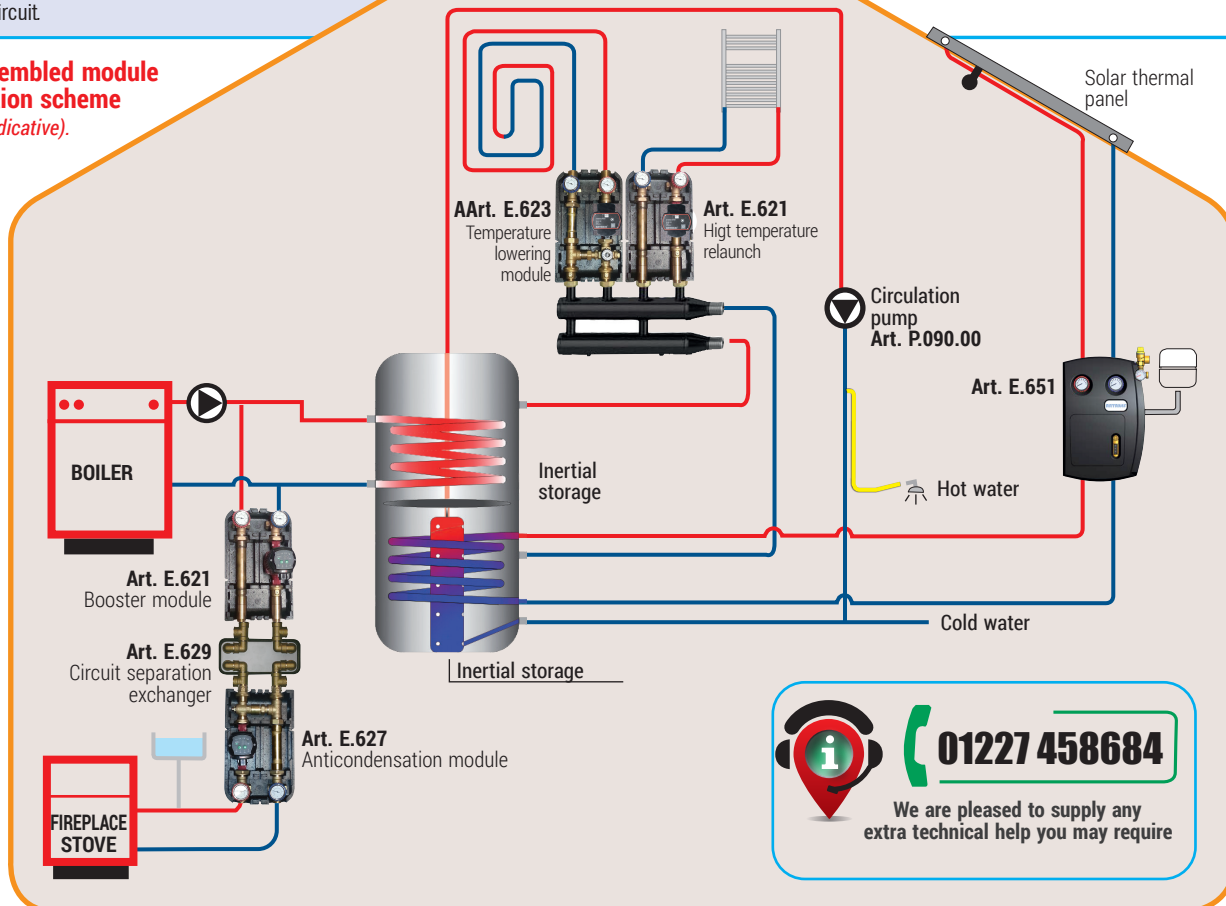 ircuit.
embled module
ion scheme
dicative).
Solar thermal
panel
AArt. E.623
Temperature
lowering
module
Art. E.621
Higt temperature
relaunch
Circulation
pump
Art. P.090.00
Art. E.651
BOILER
Inertial
storage
Hot water
Art. E.621
Booster module
Cold water
Art. E.629
Circuit separation
exchanger
Inertial storage
Art. E.627
Anticondensation module
FIREPLACE
STOVE
i
01227 458684
We are pleased to supply any
extra technical help you may require